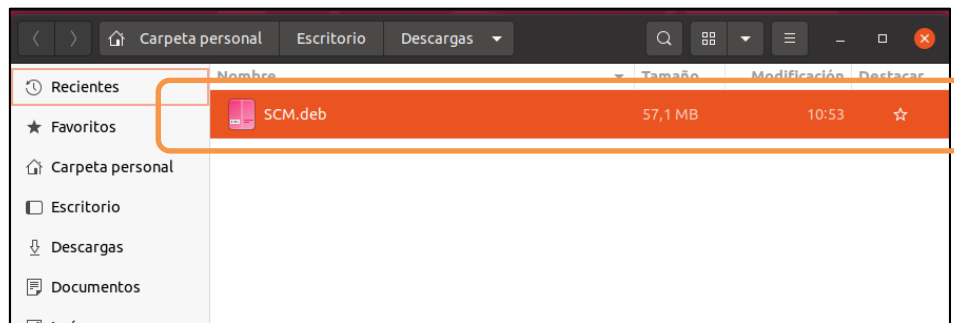 Carpeta personal Escritorio Descargas
Recientes
Nombre Tamaño Modificación Destacar
SCM.deb 57,1 MB 10:53
Favoritos
Carpeta personal
Escritorio
Descargas
Documentos